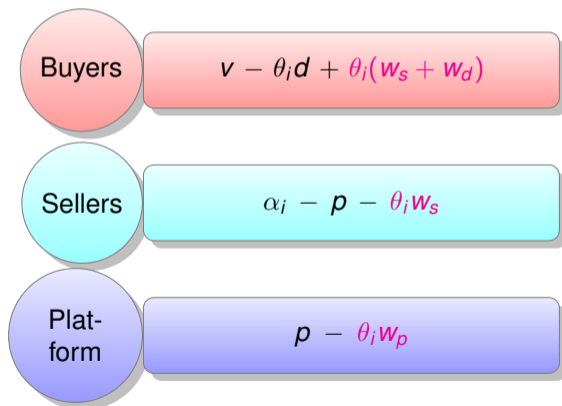 Buyers
v − θᵢd + θᵢ(wₛ + w_d)
Sellers
αᵢ − p − θᵢwₛ
Plat-
form
p − θᵢwₚ